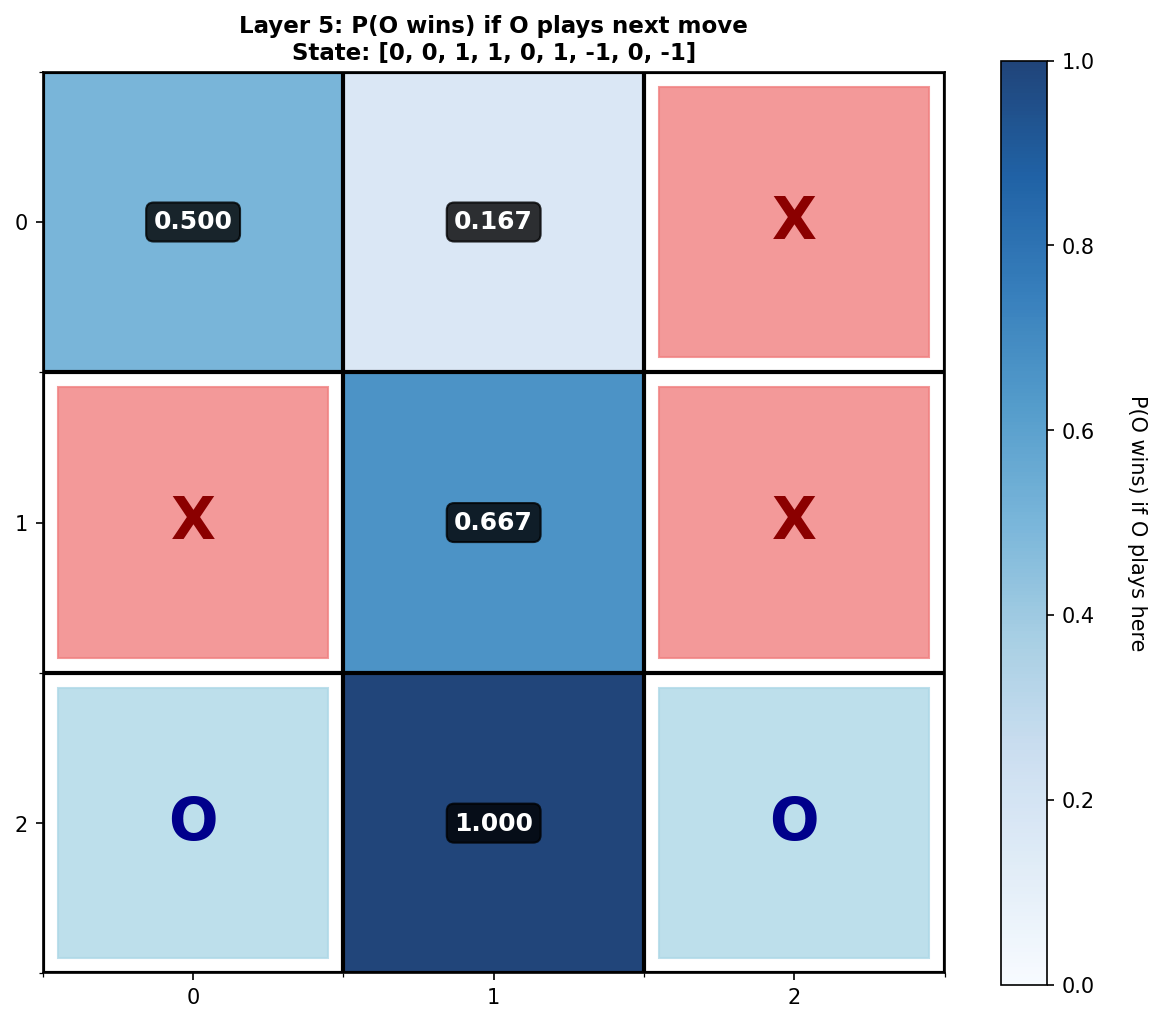 Layer 5: P(O wins) if O plays next move
State: [0, 0, 1, 1, 0, 1, -1, 0, -1]
0
0.500
0.167
X
1
X
0.667
X
2
O
1.000
O
0
1
2
1.0
0.8
0.6
0.4
0.2
0.0
P(O wins) if O plays here